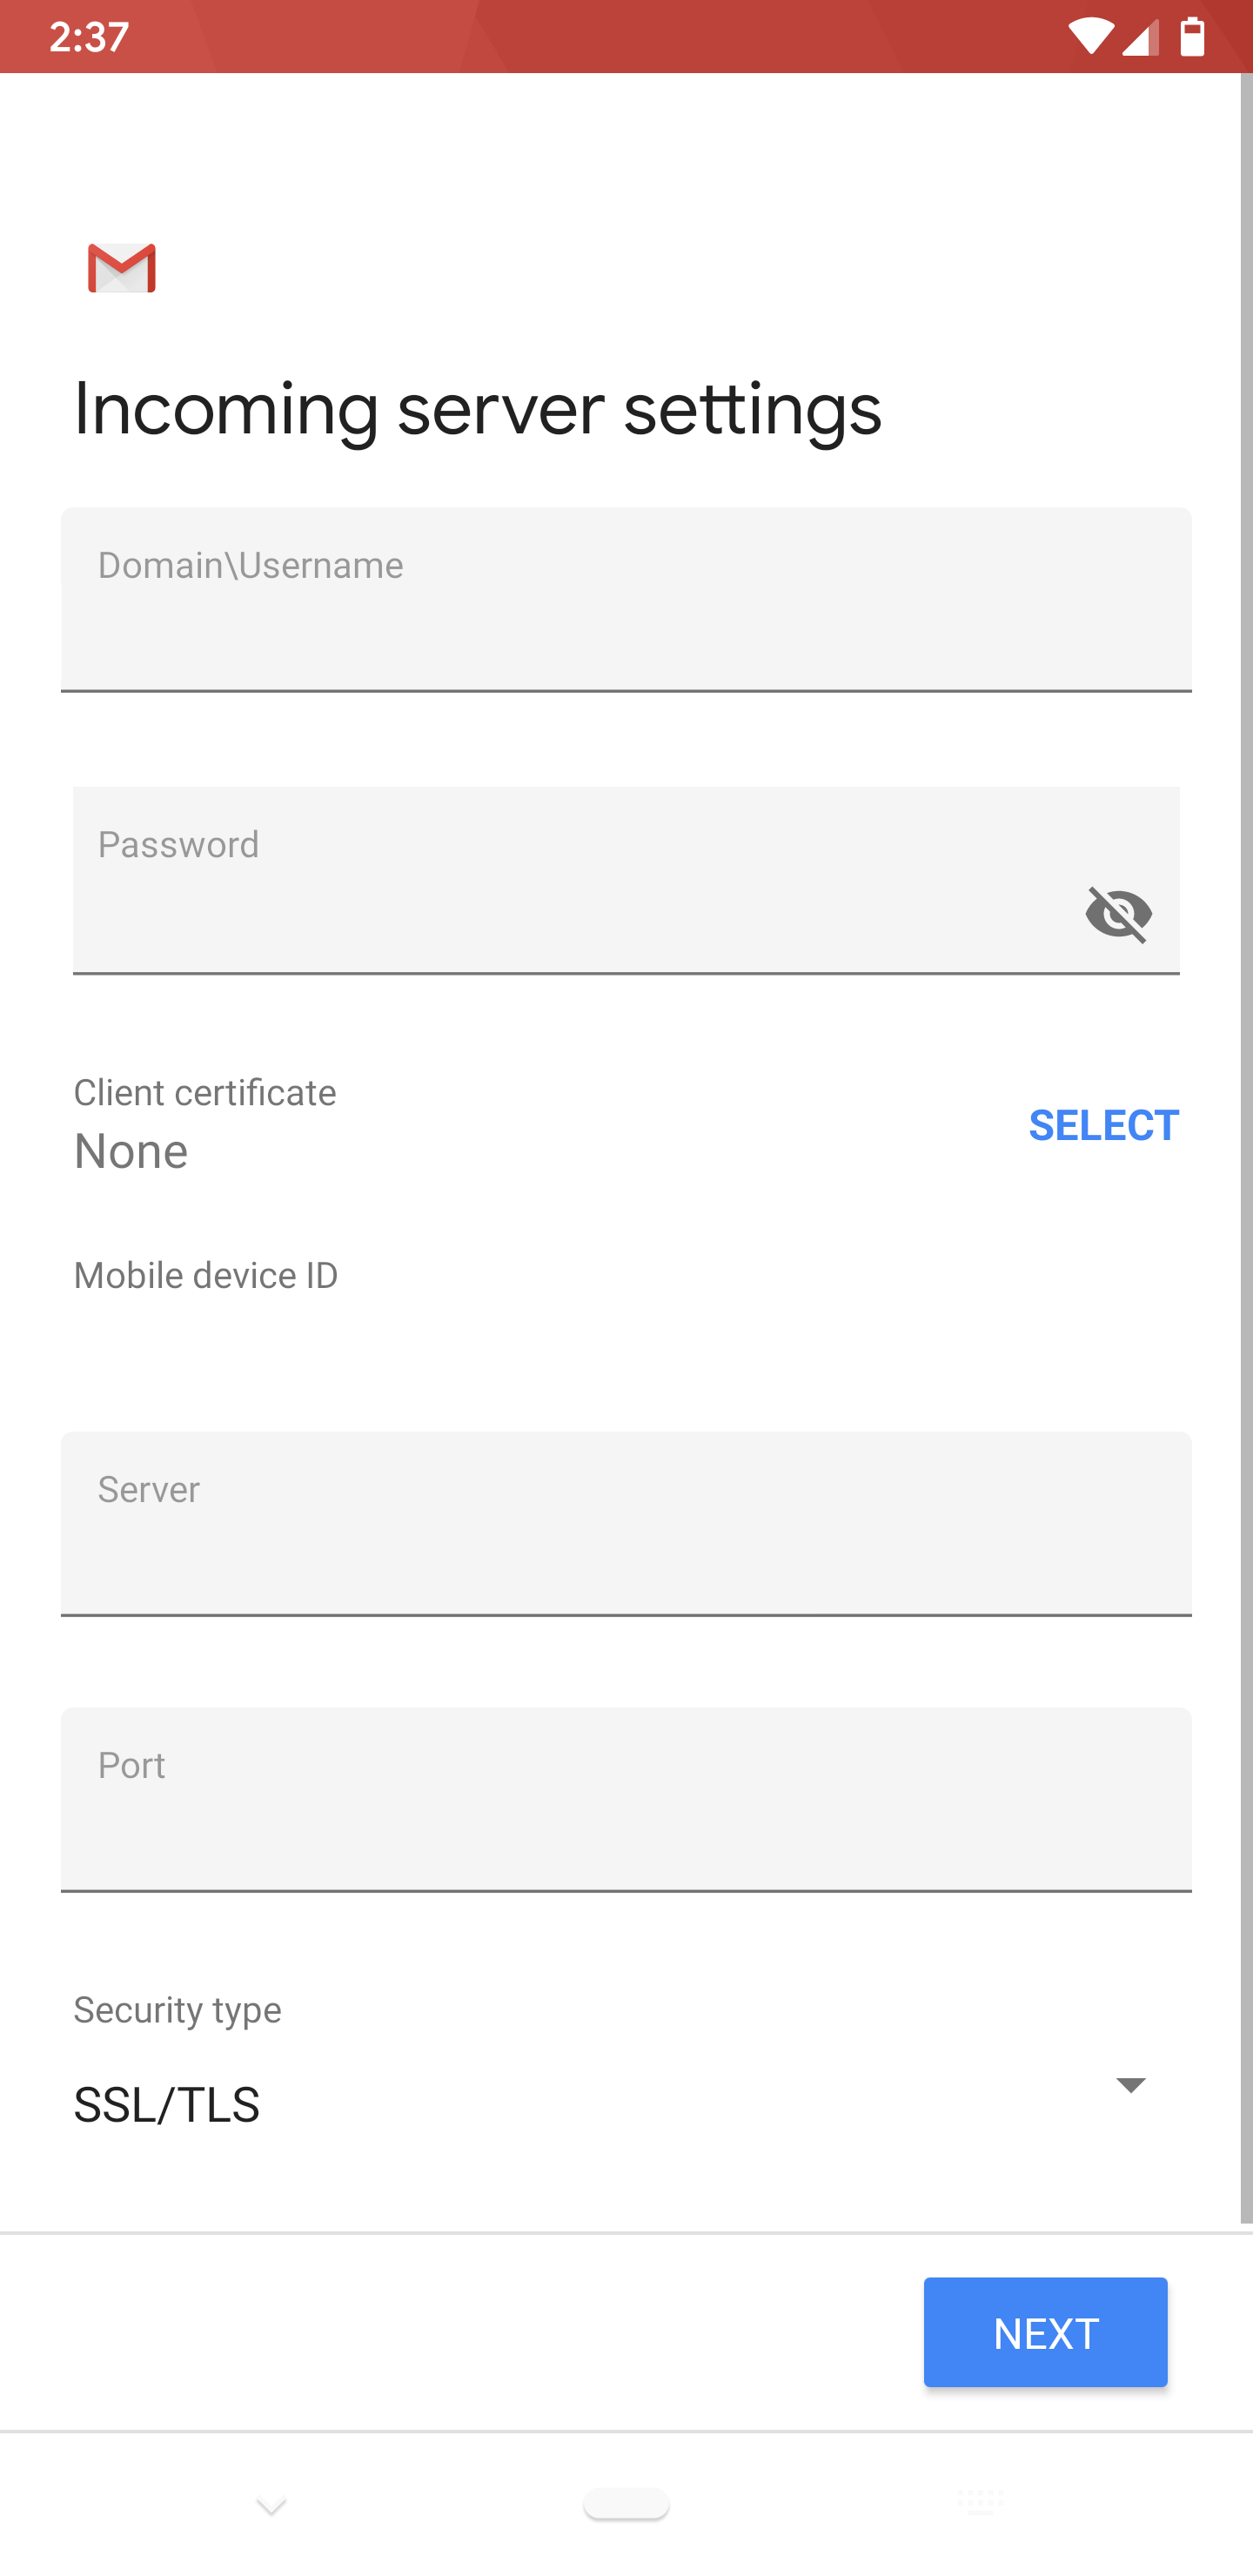 2:37
Incoming server settings
Domain\Username
Password
Client certificate
None
SELECT
Mobile device ID
Server
Port
Security type
SSL/TLS
NEXT